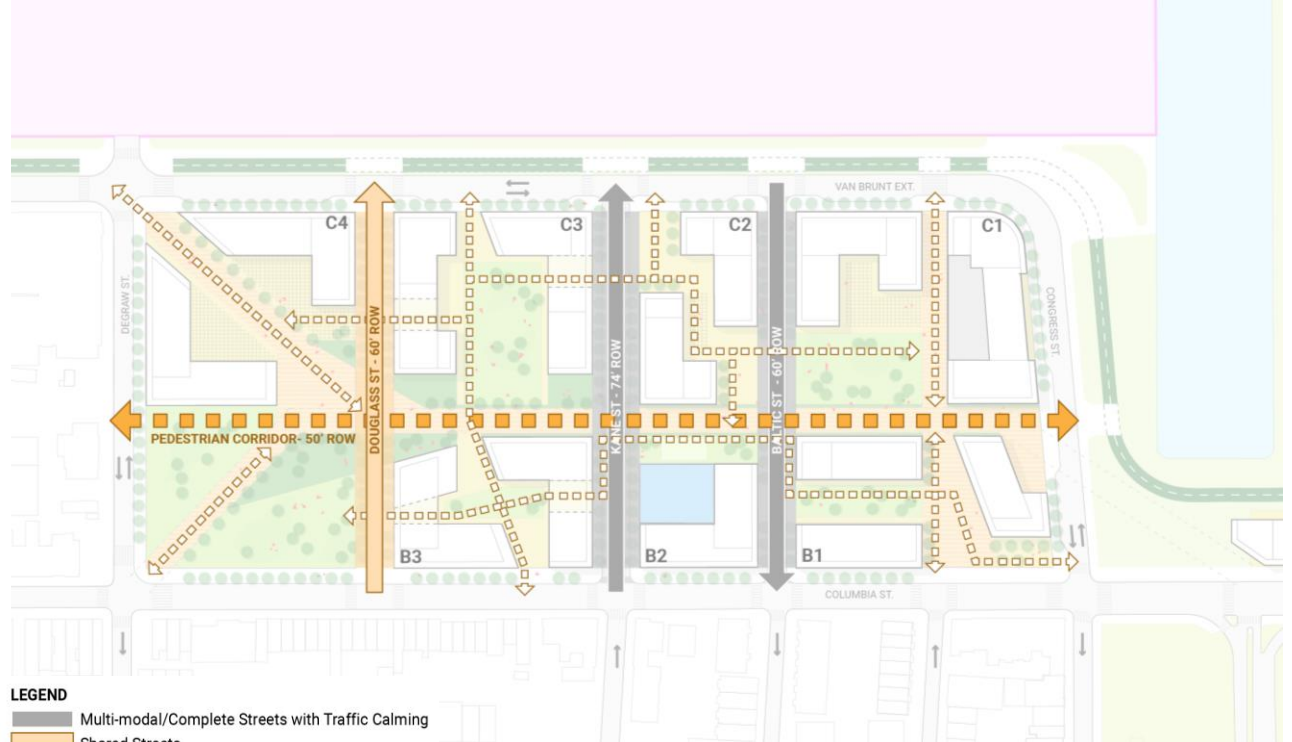 VAN BRUNT EXT.
C4
C3
C2
C1
DEGRAW ST.
CONGRESS ST.
DOUGLASS ST - 60' ROW
KANE ST - 74' ROW
BALTIC ST - 60' ROW
PEDESTRIAN CORRIDOR- 50' ROW
B3
B2
B1
COLUMBIA ST.
LEGEND
Multi-modal/Complete Streets with Traffic Calming
Shared Streets